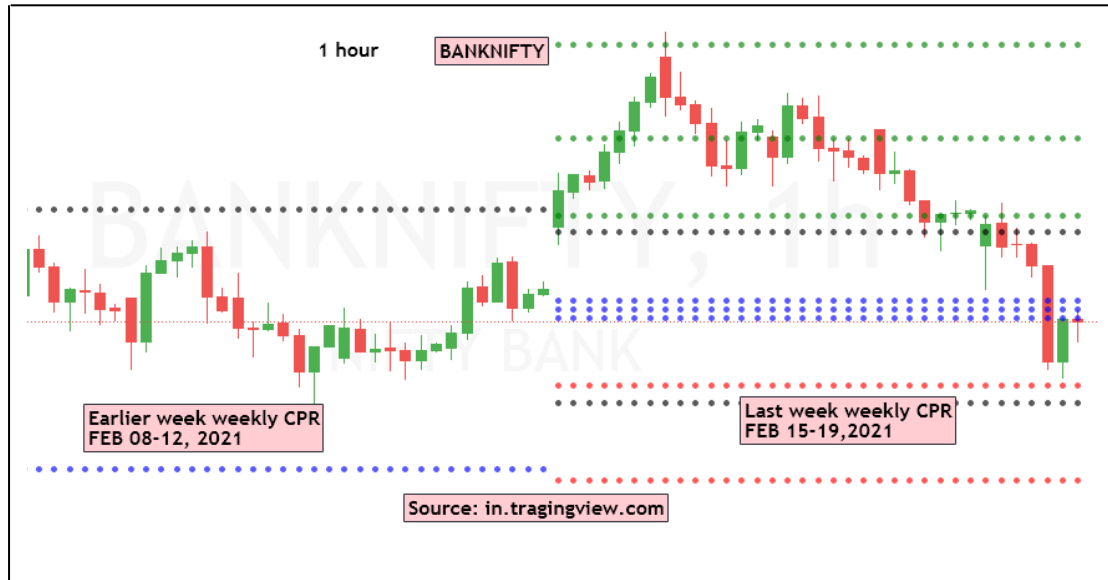 1 hour
BANKNIFTY
BANKNIFTY, 1h
NIFTY BANK
Earlier week weekly CPR
FEB 08-12, 2021
Last week weekly CPR
FEB 15-19,2021
Source: in.tragingview.com